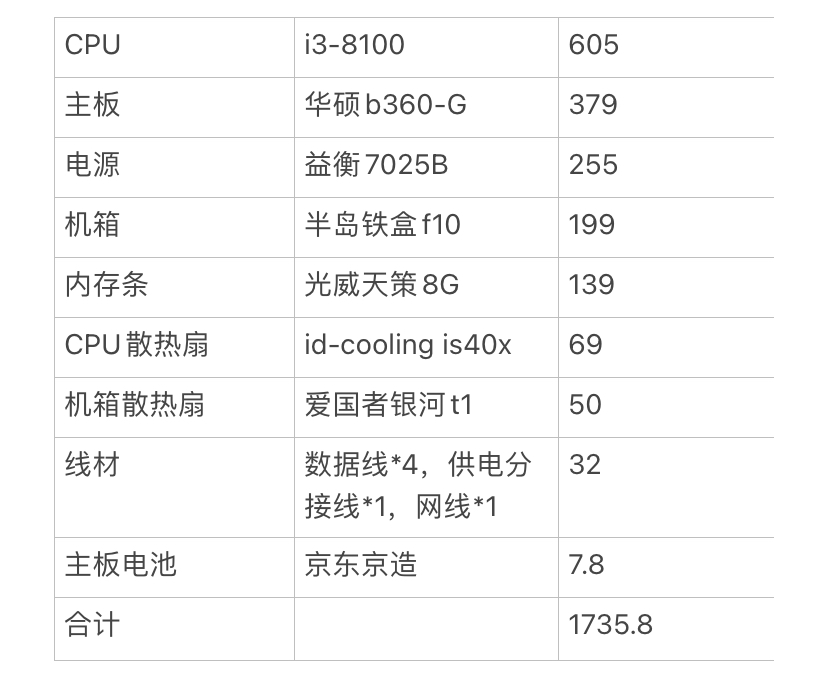 CPU i3-8100 605
主板 华硕b360-G 379
电源 益衡7025B 255
机箱 半岛铁盒f10 199
内存条 光威天策8G 139
CPU散热扇 id-cooling is40x 69
机箱散热扇 爱国者银河t1 50
线材 数据线*4，供电分 32
接线*1，网线*1
主板电池 京东京造 7.8
合计 1735.8